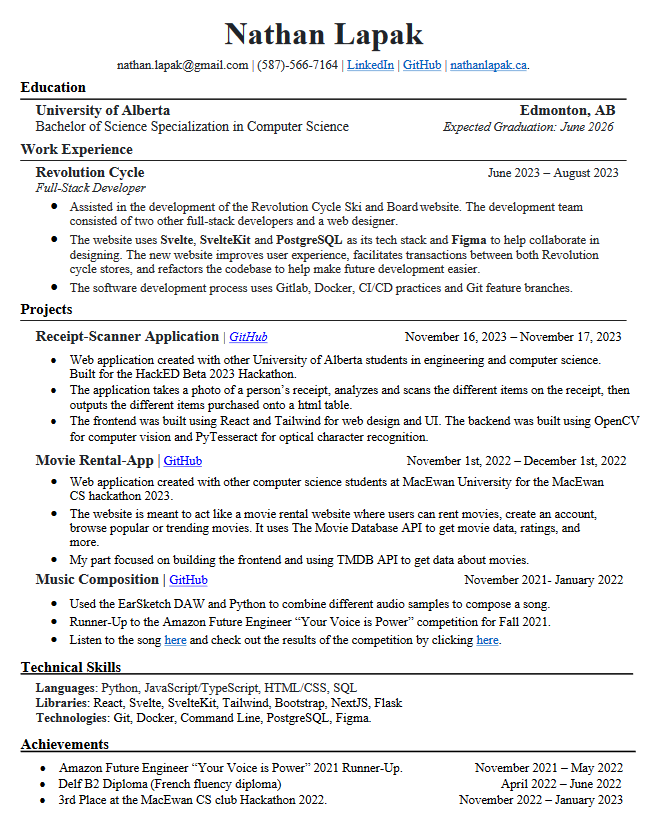 Nathan Lapak
nathan.lapak@gmail.com | (587)-566-7164 | LinkedIn | GitHub | nathanlapak.ca.
Education
University of Alberta Edmonton, AB
Bachelor of Science Specialization in Computer Science Expected Graduation: June 2026
Work Experience
Revolution Cycle June 2023 – August 2023
Full-Stack Developer
• Assisted in the development of the Revolution Cycle Ski and Board website. The development team
consisted of two other full-stack developers and a web designer.
• The website uses Svelte, SvelteKit and PostgreSQL as its tech stack and Figma to help collaborate in
designing. The new website improves user experience, facilitates transactions between both Revolution
cycle stores, and refactors the codebase to help make future development easier.
• The software development process uses Gitlab, Docker, CI/CD practices and Git feature branches.
Projects
Receipt-Scanner Application | GitHub November 16, 2023 – November 17, 2023
• Web application created with other University of Alberta students in engineering and computer science.
Built for the HackED Beta 2023 Hackathon.
• The application takes a photo of a person’s receipt, analyzes and scans the different items on the receipt, then
outputs the different items purchased onto a html table.
• The frontend was built using React and Tailwind for web design and UI. The backend was built using OpenCV
for computer vision and PyTesseract for optical character recognition.
Movie Rental-App | GitHub November 1st, 2022 – December 1st, 2022
• Web application created with other computer science students at MacEwan University for the MacEwan
CS hackathon 2023.
• The website is meant to act like a movie rental website where users can rent movies, create an account,
browse popular or trending movies. It uses The Movie Database API to get movie data, ratings, and
more.
• My part focused on building the frontend and using TMDB API to get data about movies.
Music Composition | GitHub November 2021- January 2022
• Used the EarSketch DAW and Python to combine different audio samples to compose a song.
• Runner-Up to the Amazon Future Engineer “Your Voice is Power” competition for Fall 2021.
• Listen to the song here and check out the results of the competition by clicking here.
Technical Skills
Languages: Python, JavaScript/TypeScript, HTML/CSS, SQL
Libraries: React, Svelte, SvelteKit, Tailwind, Bootstrap, NextJS, Flask
Technologies: Git, Docker, Command Line, PostgreSQL, Figma.
Achievements
• Amazon Future Engineer “Your Voice is Power” 2021 Runner-Up. November 2021 – May 2022
• Delf B2 Diploma (French fluency diploma) April 2022 – June 2022
• 3rd Place at the MacEwan CS club Hackathon 2022. November 2022 – January 2023